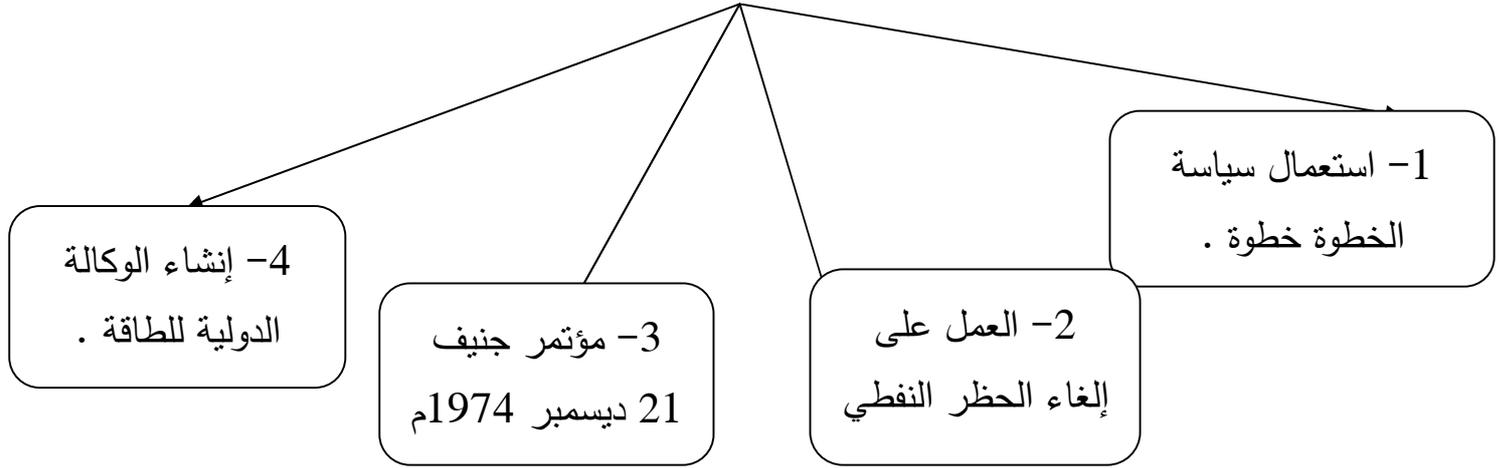 1- استعمال سياسة
الخطوة خطوة .
2- العمل على
إلغاء الحظر النفطي
3- مؤتمر جنيف
21 ديسمبر 1974م
4- إنشاء الوكالة
الدولية للطاقة .